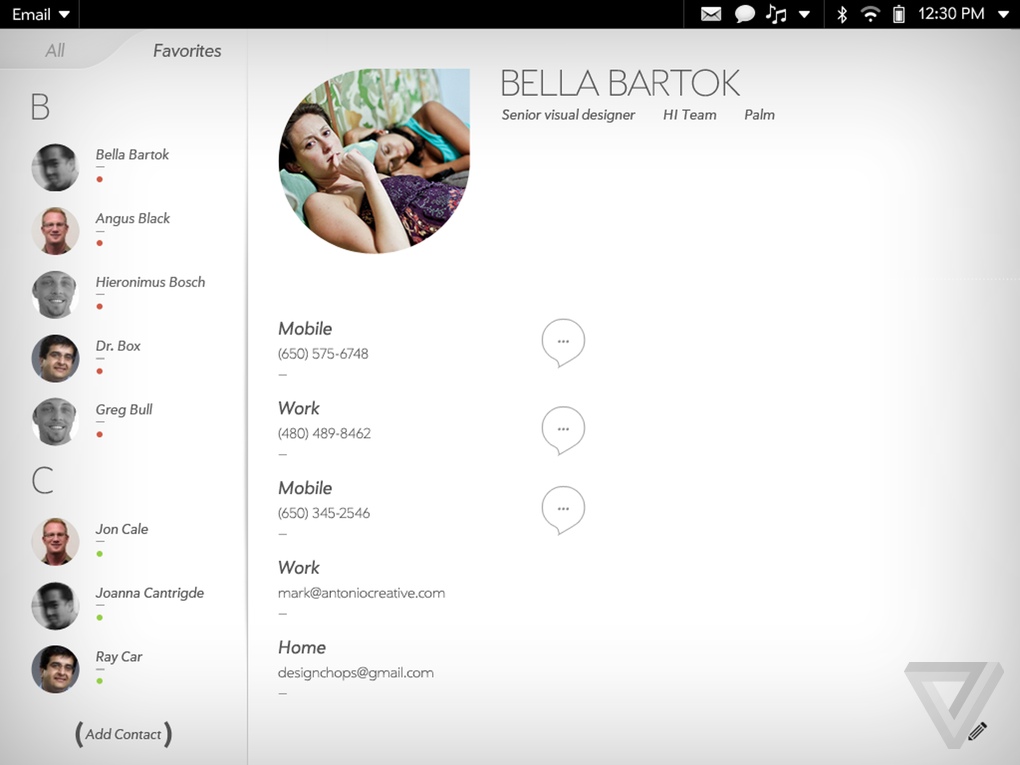 Email
12:30 PM
All
Favorites
B
Bella Bartok
Angus Black
Hieronimus Bosch
Dr. Box
Greg Bull
C
Jon Cale
Joanna Cantrigde
Ray Car
(Add Contact)
BELLA BARTOK
Senior visual designer HI Team Palm
Mobile
(650) 575-6748
Work
(480) 489-8462
Mobile
(650) 345-2546
Work
mark@antoniocreative.com
Home
designchops@gmail.com